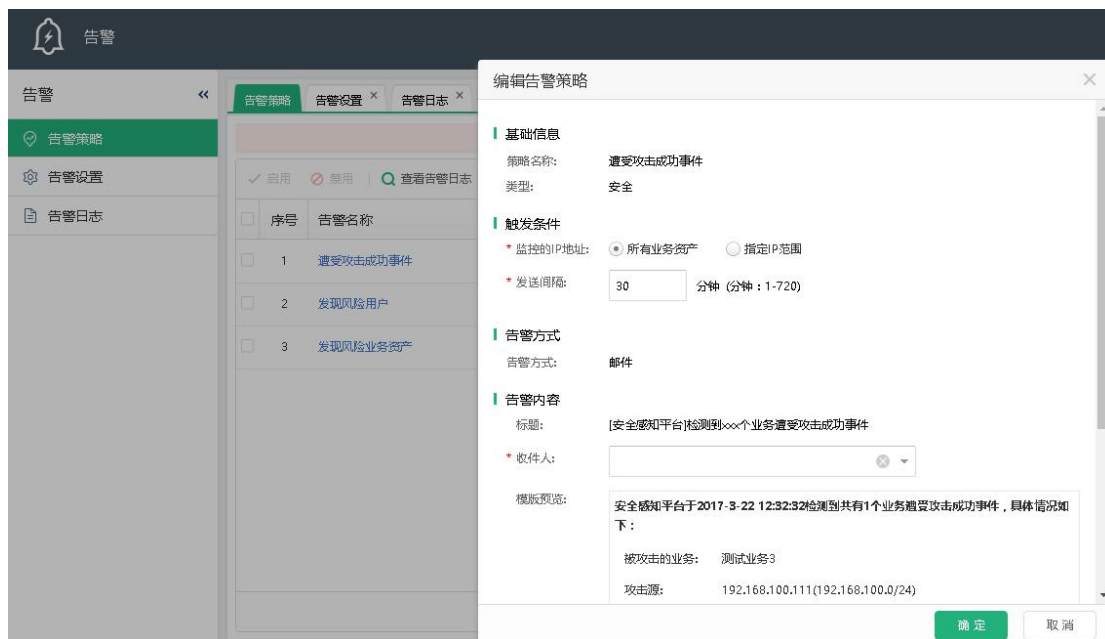 告警
告警
告警策略
告警设置
告警日志
告警策略 告警设置 × 告警日志 ×
启用 禁用 查看告警日志
序号 告警名称
1 遭受攻击成功事件
2 发现风险用户
3 发现风险业务资产
编辑告警策略
基础信息
策略名称: 遭受攻击成功事件
类型: 安全
触发条件
* 监控的IP地址: 所有业务资产 指定IP范围
* 发送间隔: 30 分钟 (分钟：1-720)
告警方式
告警方式: 邮件
告警内容
标题: [安全感知平台]检测到xxx个业务遭受攻击成功事件
* 收件人:
模版预览: 安全感知平台于2017-3-22 12:32:32检测到共有1个业务遭受攻击成功事件，具体情况如
下：
被攻击的业务: 测试业务3
攻击源: 192.168.100.111(192.168.100.0/24)
确定 取消